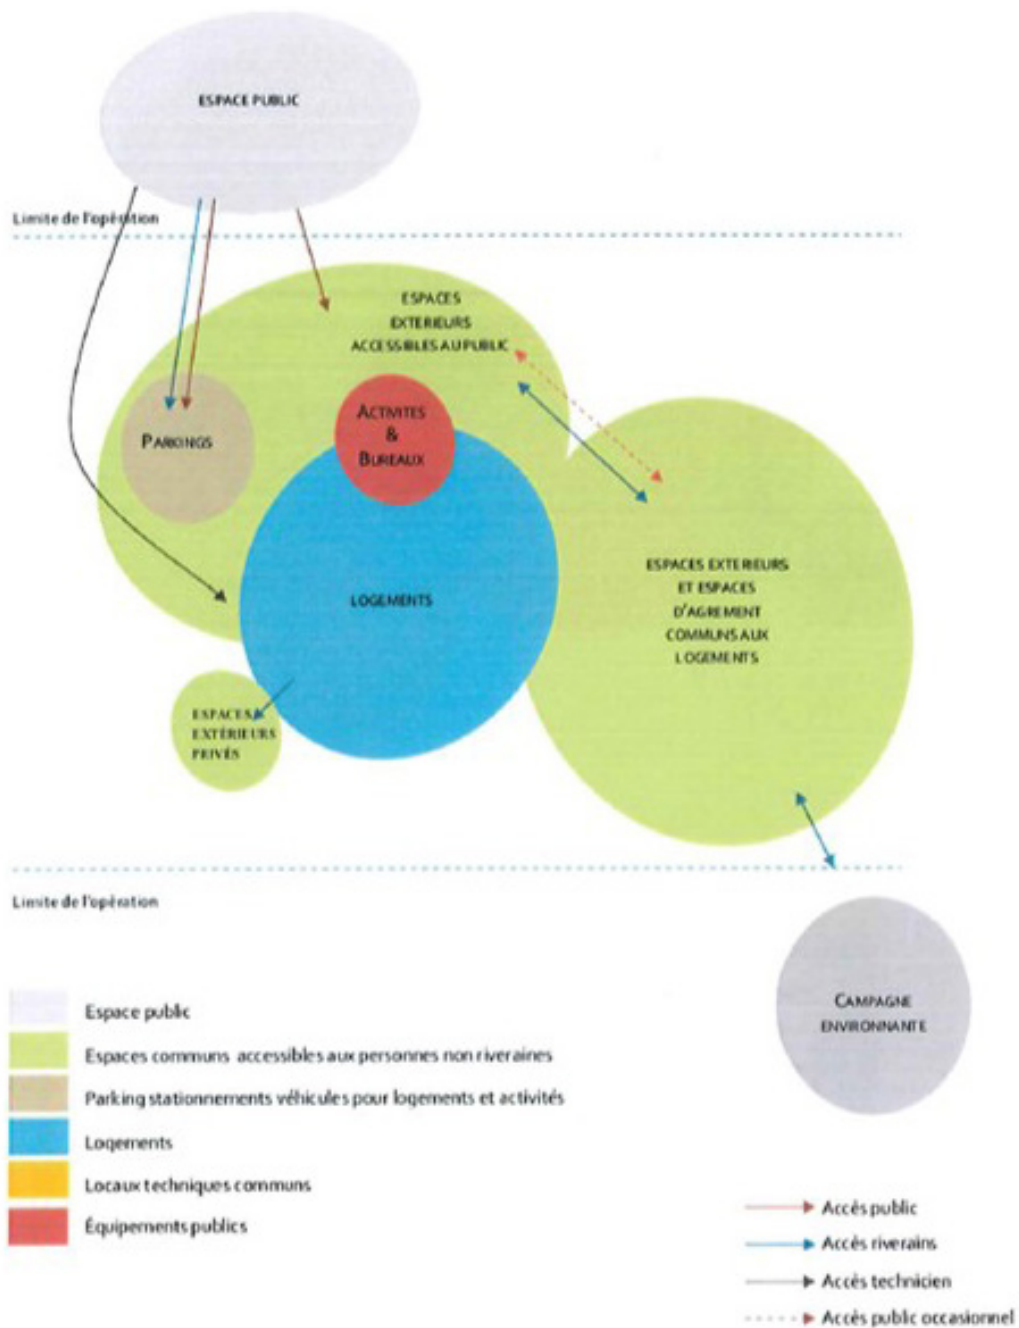 ESPACE PUBLIC
Limite de l'opération
ESPACES
EXTERIEURS
ACCESSIBLES AU PUBLIC
ACTIVITES
&
BUREAUX
PARKINGS
LOGEMENTS
ESPACES EXTERIEURS
ET ESPACES
D'AGREMENT
COMMUNS AUX
LOGEMENTS
ESPACES
EXTÉRIEURS
PRIVÉS
Limite de l'opération
CAMPAGNE
ENVIRONNANTE
Espace public
Espaces communs accessibles aux personnes non riveraines
Parking stationnements véhicules pour logements et activités
Logements
Locaux techniques communs
Équipements publics
Accès public
Accès riverains
Accès technicien
Accès public occasionnel